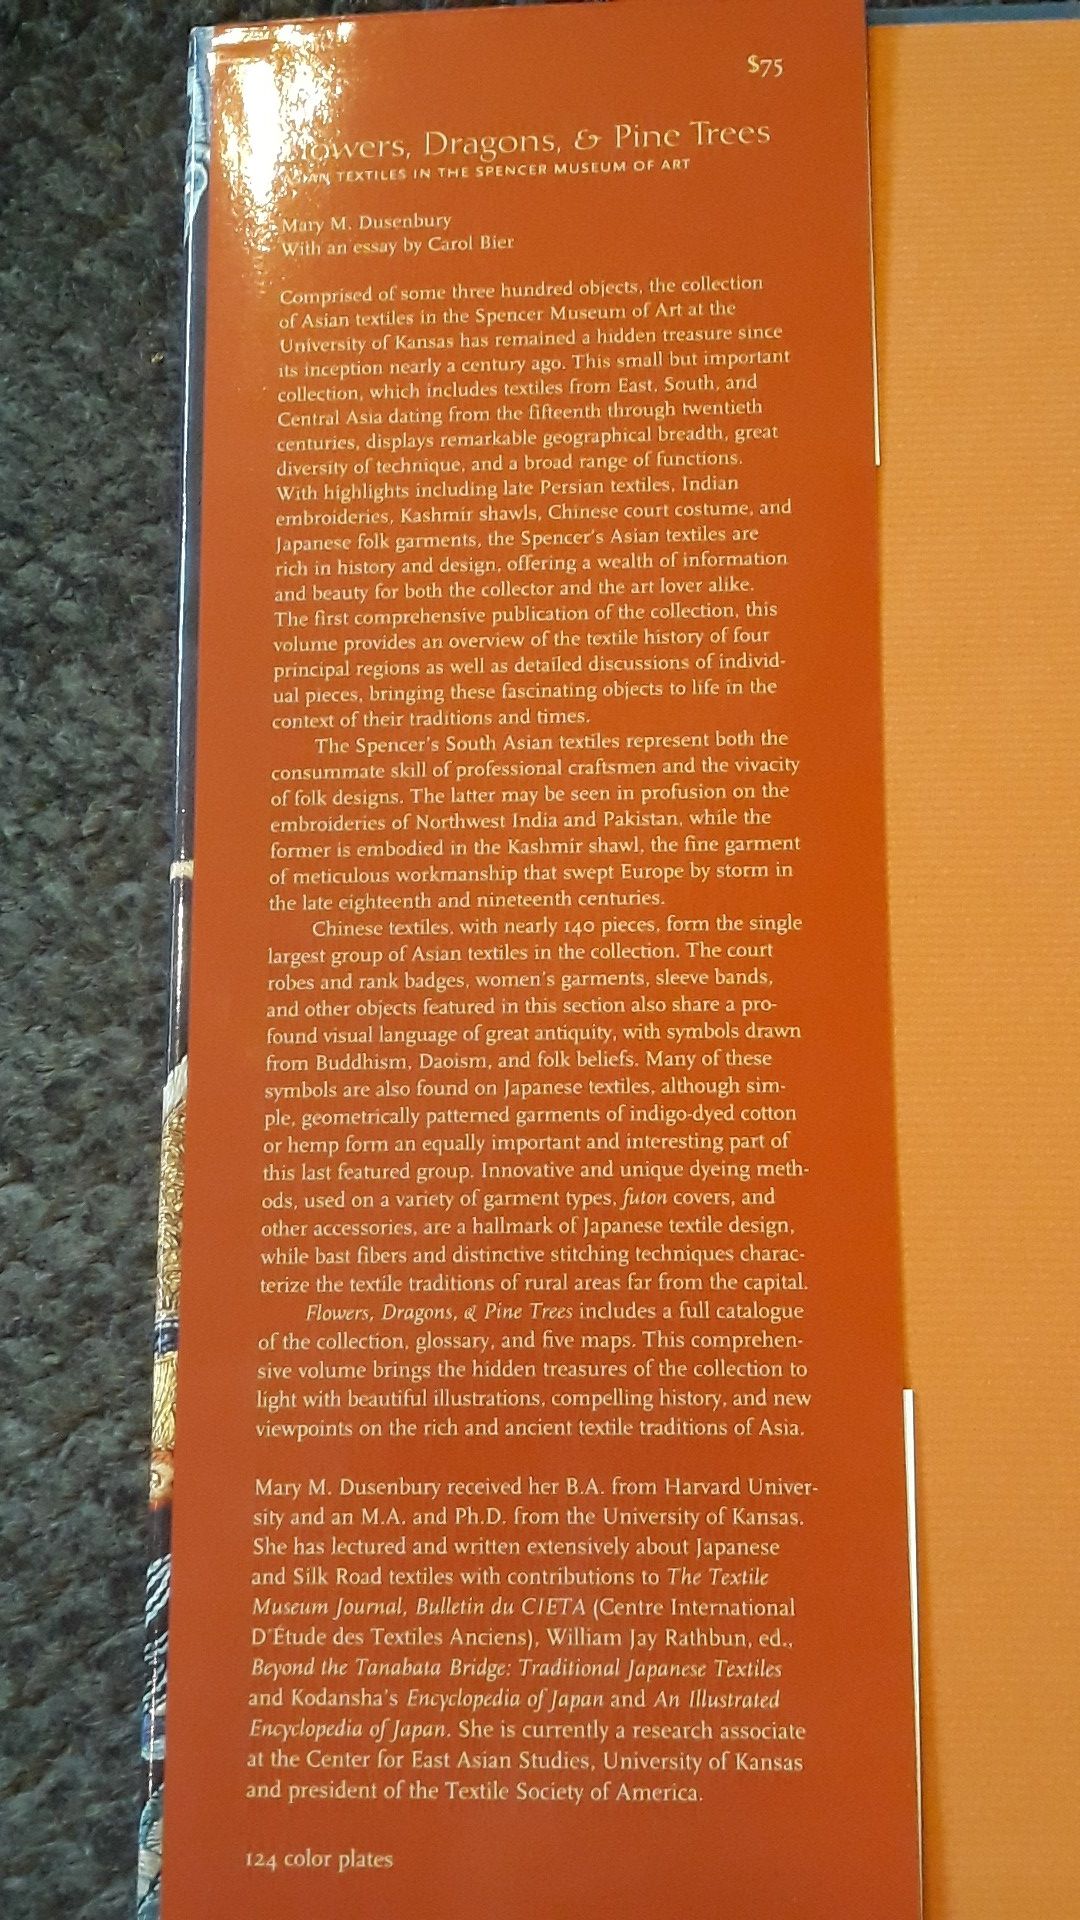 $75
Flowers, Dragons, & Pine Trees
ASIAN TEXTILES IN THE SPENCER MUSEUM OF ART
Mary M. Dusenbury
With an essay by Carol Bier
Comprised of some three hundred objects, the collection
of Asian textiles in the Spencer Museum of Art at the
University of Kansas has remained a hidden treasure since
its inception nearly a century ago. This small but important
collection, which includes textiles from East, South, and
Central Asia dating from the fifteenth through twentieth
centuries, displays remarkable geographical breadth, great
diversity of technique, and a broad range of functions.
With highlights including late Persian textiles, Indian
embroideries, Kashmir shawls, Chinese court costume, and
Japanese folk garments, the Spencer's Asian textiles are
rich in history and design, offering a wealth of information
and beauty for both the collector and the art lover alike.
The first comprehensive publication of the collection, this
volume provides an overview of the textile history of four
principal regions as well as detailed discussions of individ-
ual pieces, bringing these fascinating objects to life in the
context of their traditions and times.
The Spencer's South Asian textiles represent both the
consummate skill of professional craftsmen and the vivacity
of folk designs. The latter may be seen in profusion on the
embroideries of Northwest India and Pakistan, while the
former is embodied in the Kashmir shawl, the fine garment
of meticulous workmanship that swept Europe by storm in
the late eighteenth and nineteenth centuries.
Chinese textiles, with nearly 140 pieces, form the single
largest group of Asian textiles in the collection. The court
robes and rank badges, women's garments, sleeve bands,
and other objects featured in this section also share a pro-
found visual language of great antiquity, with symbols drawn
from Buddhism, Daoism, and folk beliefs. Many of these
symbols are also found on Japanese textiles, although sim-
ple, geometrically patterned garments of indigo-dyed cotton
or hemp form an equally important and interesting part of
this last featured group. Innovative and unique dyeing meth-
ods, used on a variety of garment types, futon covers, and
other accessories, are a hallmark of Japanese textile design,
while bast fibers and distinctive stitching techniques charac-
terize the textile traditions of rural areas far from the capital.
Flowers, Dragons, & Pine Trees includes a full catalogue
of the collection, glossary, and five maps. This comprehen-
sive volume brings the hidden treasures of the collection to
light with beautiful illustrations, compelling history, and new
viewpoints on the rich and ancient textile traditions of Asia.
Mary M. Dusenbury received her B.A. from Harvard Univer-
sity and an M.A. and Ph.D. from the University of Kansas.
She has lectured and written extensively about Japanese
and Silk Road textiles with contributions to The Textile
Museum Journal, Bulletin du CIETA (Centre International
D'Étude des Textiles Anciens), William Jay Rathbun, ed.,
Beyond the Tanabata Bridge: Traditional Japanese Textiles
and Kodansha's Encyclopedia of Japan and An Illustrated
Encyclopedia of Japan. She is currently a research associate
at the Center for East Asian Studies, University of Kansas
and president of the Textile Society of America.
124 color plates